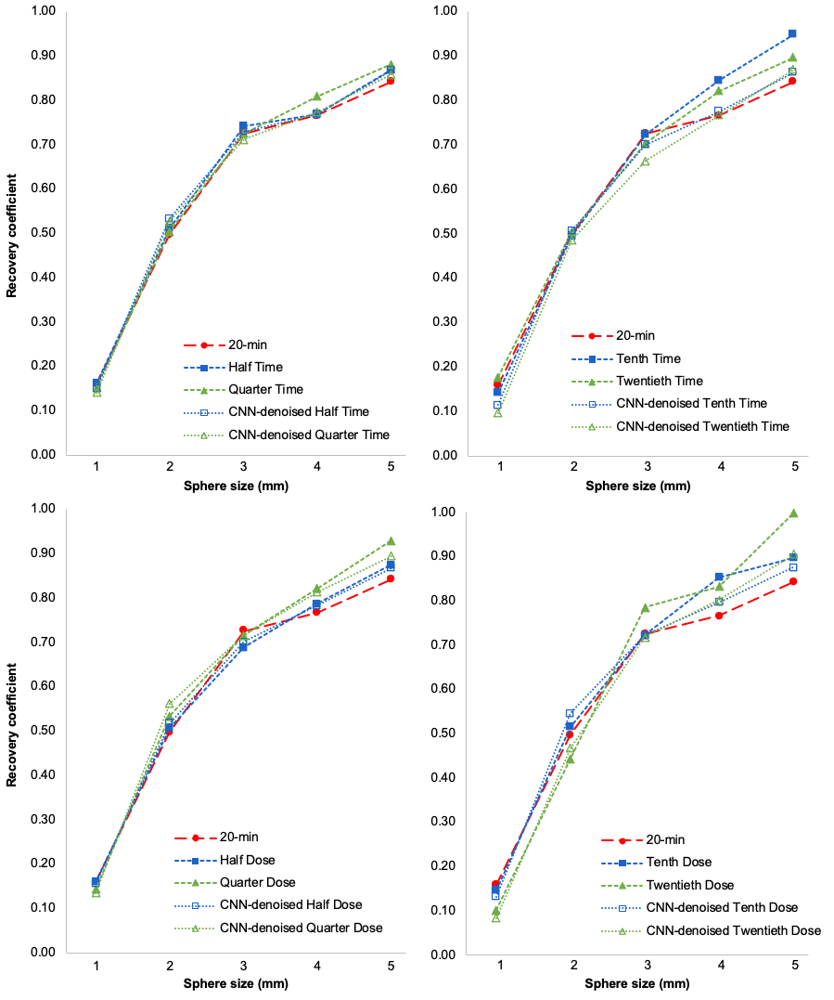 1.00
0.90
0.80
0.70
0.60
0.50
0.40
0.30
0.20
0.10
0.00
Recovery coefficient
20-min
Half Time
Quarter Time
CNN-denoised Half Time
CNN-denoised Quarter Time
1 2 3 4 5
Sphere size (mm)
1.00
0.90
0.80
0.70
0.60
0.50
0.40
0.30
0.20
0.10
0.00
20-min
Tenth Time
Twentieth Time
CNN-denoised Tenth Time
CNN-denoised Twentieth Time
1 2 3 4 5
Sphere size (mm)
1.00
0.90
0.80
0.70
0.60
0.50
0.40
0.30
0.20
0.10
0.00
Recovery coefficient
20-min
Half Dose
Quarter Dose
CNN-denoised Half Dose
CNN-denoised Quarter Dose
1 2 3 4 5
Sphere size (mm)
1.00
0.90
0.80
0.70
0.60
0.50
0.40
0.30
0.20
0.10
0.00
20-min
Tenth Dose
Twentieth Dose
CNN-denoised Tenth Dose
CNN-denoised Twentieth Dose
1 2 3 4 5
Sphere size (mm)